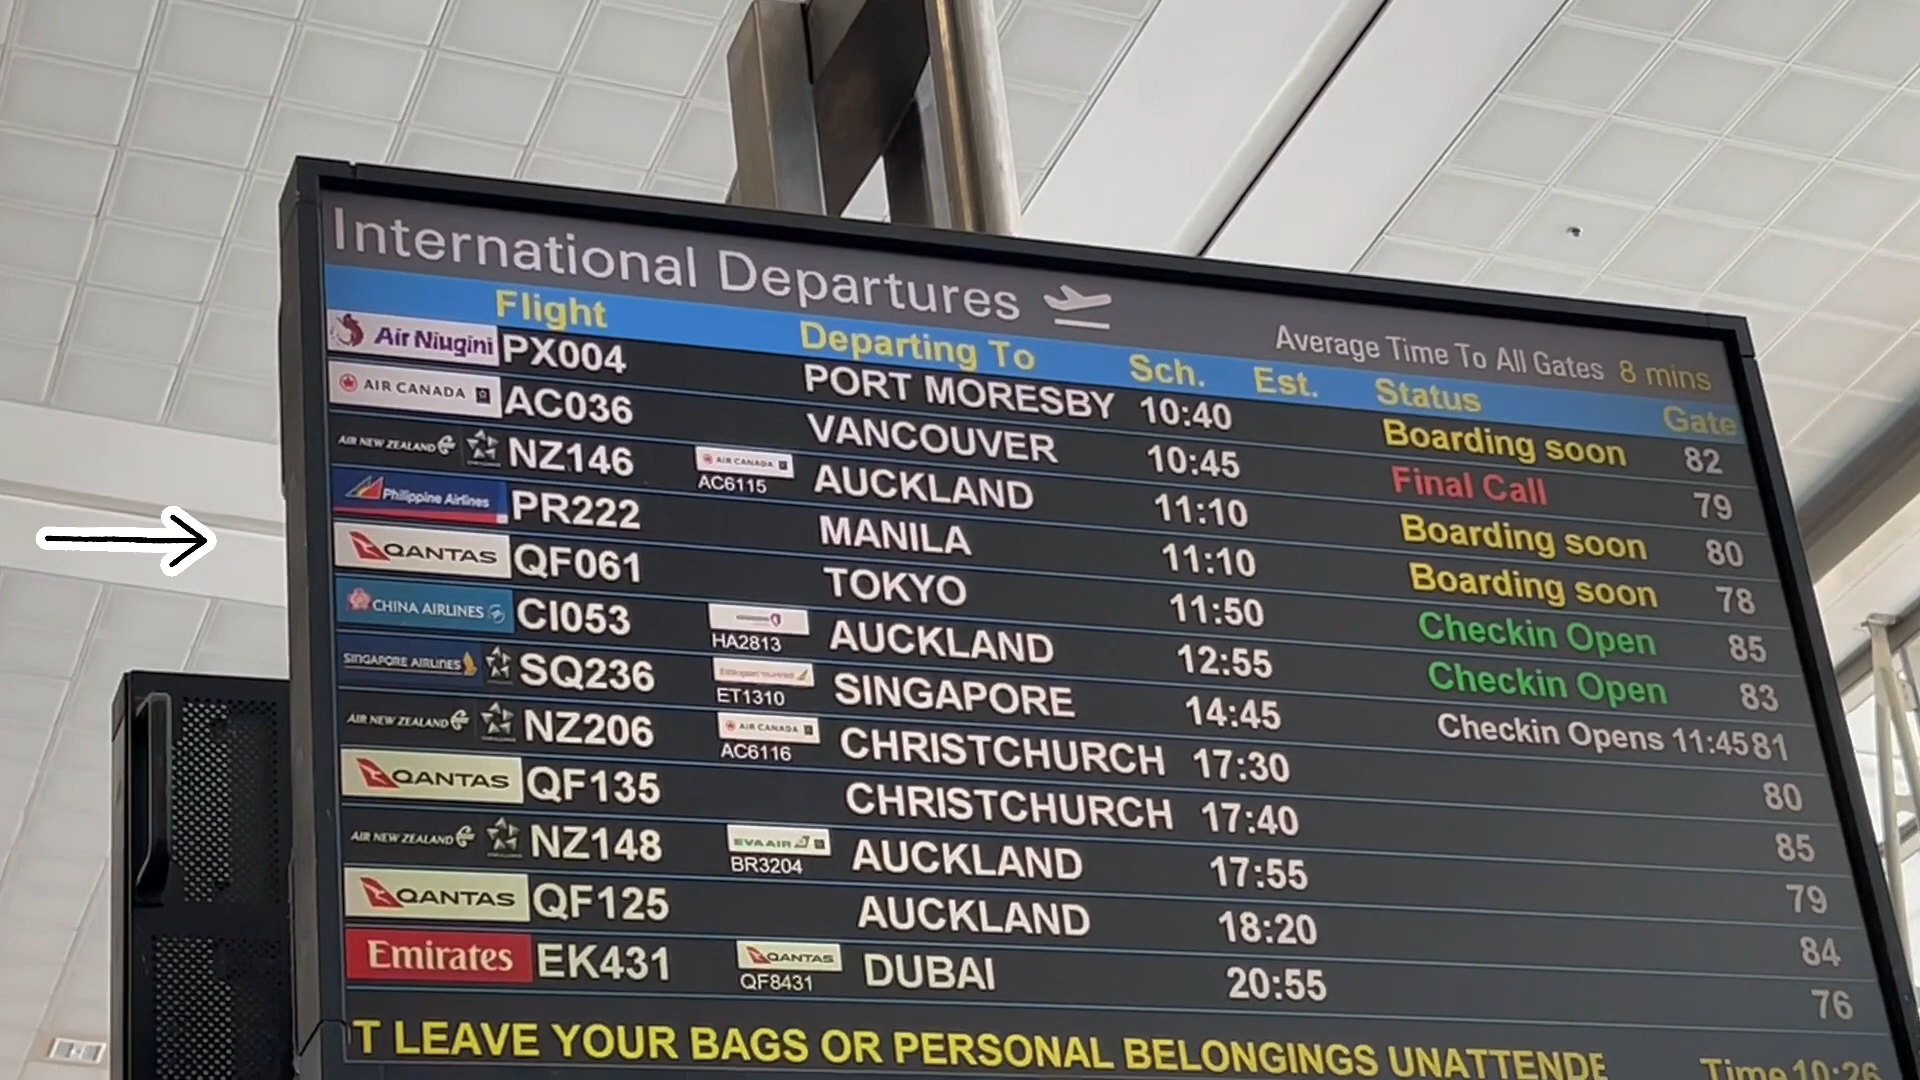 International Departures
Average Time To All Gates 8 mins
Flight Departing To Sch. Est. Status Gate
Air Niugini PX004 PORT MORESBY 10:40 Boarding soon 82
AIR CANADA AC036 VANCOUVER 10:45 Final Call 79
AIR NEW ZEALAND NZ146 AIR CANADA AC6115 AUCKLAND 11:10 Boarding soon 80
Philippine Airlines PR222 MANILA 11:10 Boarding soon 78
QANTAS QF061 TOKYO 11:50 Checkin Open 85
CHINA AIRLINES CI053 HA2813 AUCKLAND 12:55 Checkin Open 83
SINGAPORE AIRLINES SQ236 ET1310 SINGAPORE 14:45 Checkin Opens 11:45 81
AIR NEW ZEALAND NZ206 AIR CANADA AC6116 CHRISTCHURCH 17:30 80
QANTAS QF135 CHRISTCHURCH 17:40 85
AIR NEW ZEALAND NZ148 EVA AIR BR3204 AUCKLAND 17:55 79
QANTAS QF125 AUCKLAND 18:20 84
Emirates EK431 QANTAS QF8431 DUBAI 20:55 76
T LEAVE YOUR BAGS OR PERSONAL BELONGINGS UNATTENDE
Time 10:26